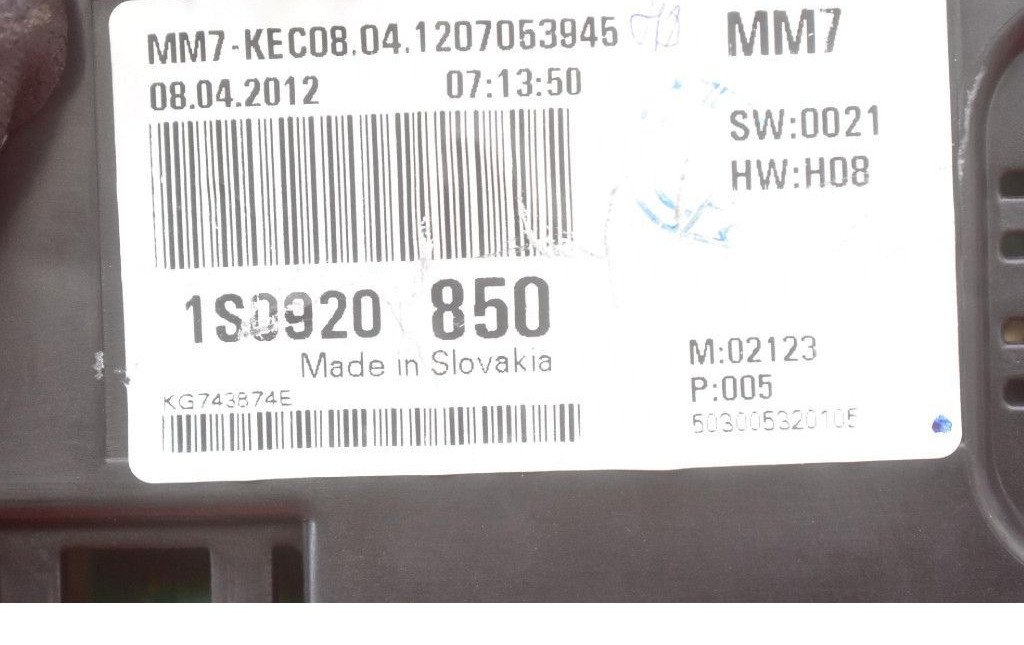 MM7-KEC08.04.1207053945
MM7
08.04.2012 07:13:50
SW:0021
HW:H08
1S0920 850
Made in Slovakia
KG743874E
M:02123
P:005
503005320105